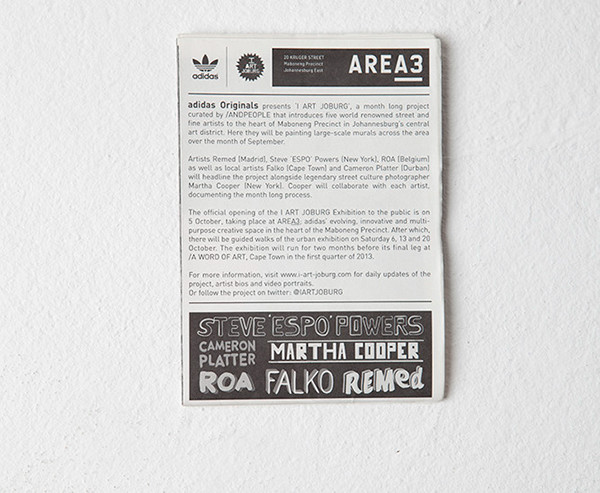 adidas
I
ART
JOBURG
20 KRUGER STREET
Maboneng Precinct
Johannesburg East
AREA3
adidas Originals presents 'I ART JOBURG', a month long project
curated by /ANDPEOPLE that introduces five world renowned street and
fine artists to the heart of Maboneng Precinct in Johannesburg's central
art district. Here they will be painting large-scale murals across the area
over the month of September.
Artists Remed (Madrid), Steve 'ESPO' Powers (New York), ROA (Belgium)
as well as local artists Falko (Cape Town) and Cameron Platter (Durban)
will headline the project alongside legendary street culture photographer
Martha Cooper (New York). Cooper will collaborate with each artist,
documenting the month long process.
The official opening of the I ART JOBURG Exhibition to the public is on
5 October, taking place at AREA3, adidas' evolving, innovative and multi-
purpose creative space in the heart of the Maboneng Precinct. After which,
there will be guided walks of the urban exhibition on Saturday 6, 13 and 20
October. The exhibition will run for two months before its final leg at
/A WORD OF ART, Cape Town in the first quarter of 2013.
For more information, visit www.i-art-joburg.com for daily updates of the
project, artist bios and video portraits.
Or follow the project on twitter: @IARTJOBURG
STEVE 'ESPO' POWERS
CAMERON
PLATTER
MARTHA COOPER
ROA FALKO REMed